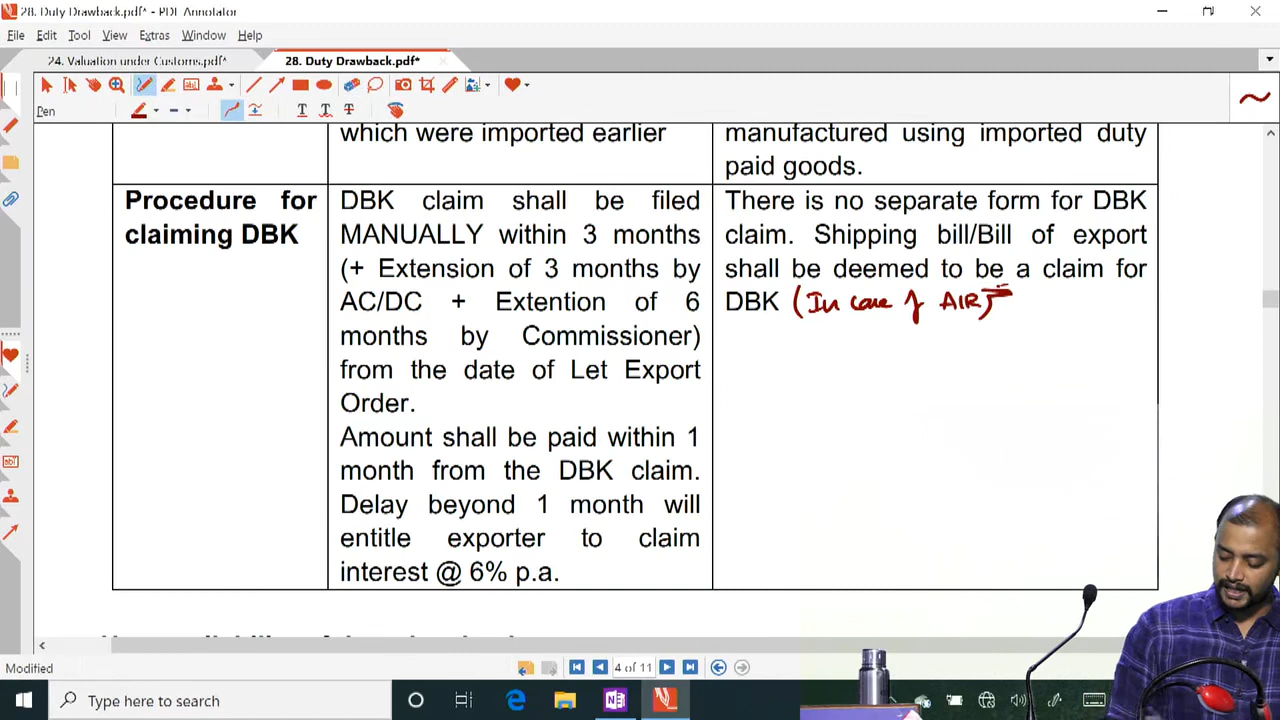 28. Duty Drawback.pdf* - PDF Annotator
File Edit Tool View Extras Window Help
24. Valuation under Customs.pdf* 28. Duty Drawback.pdf*
Pen
which were imported earlier
manufactured using imported duty
paid goods.
Procedure for
claiming DBK
DBK claim shall be filed
MANUALLY within 3 months
(+ Extension of 3 months by
AC/DC + Extention of 6
months by Commissioner)
from the date of Let Export
Order.
Amount shall be paid within 1
month from the DBK claim.
Delay beyond 1 month will
entitle exporter to claim
interest @ 6% p.a.
There is no separate form for DBK
claim. Shipping bill/Bill of export
shall be deemed to be a claim for
DBK (In case of AIR)
Modified
4 of 11
Type here to search